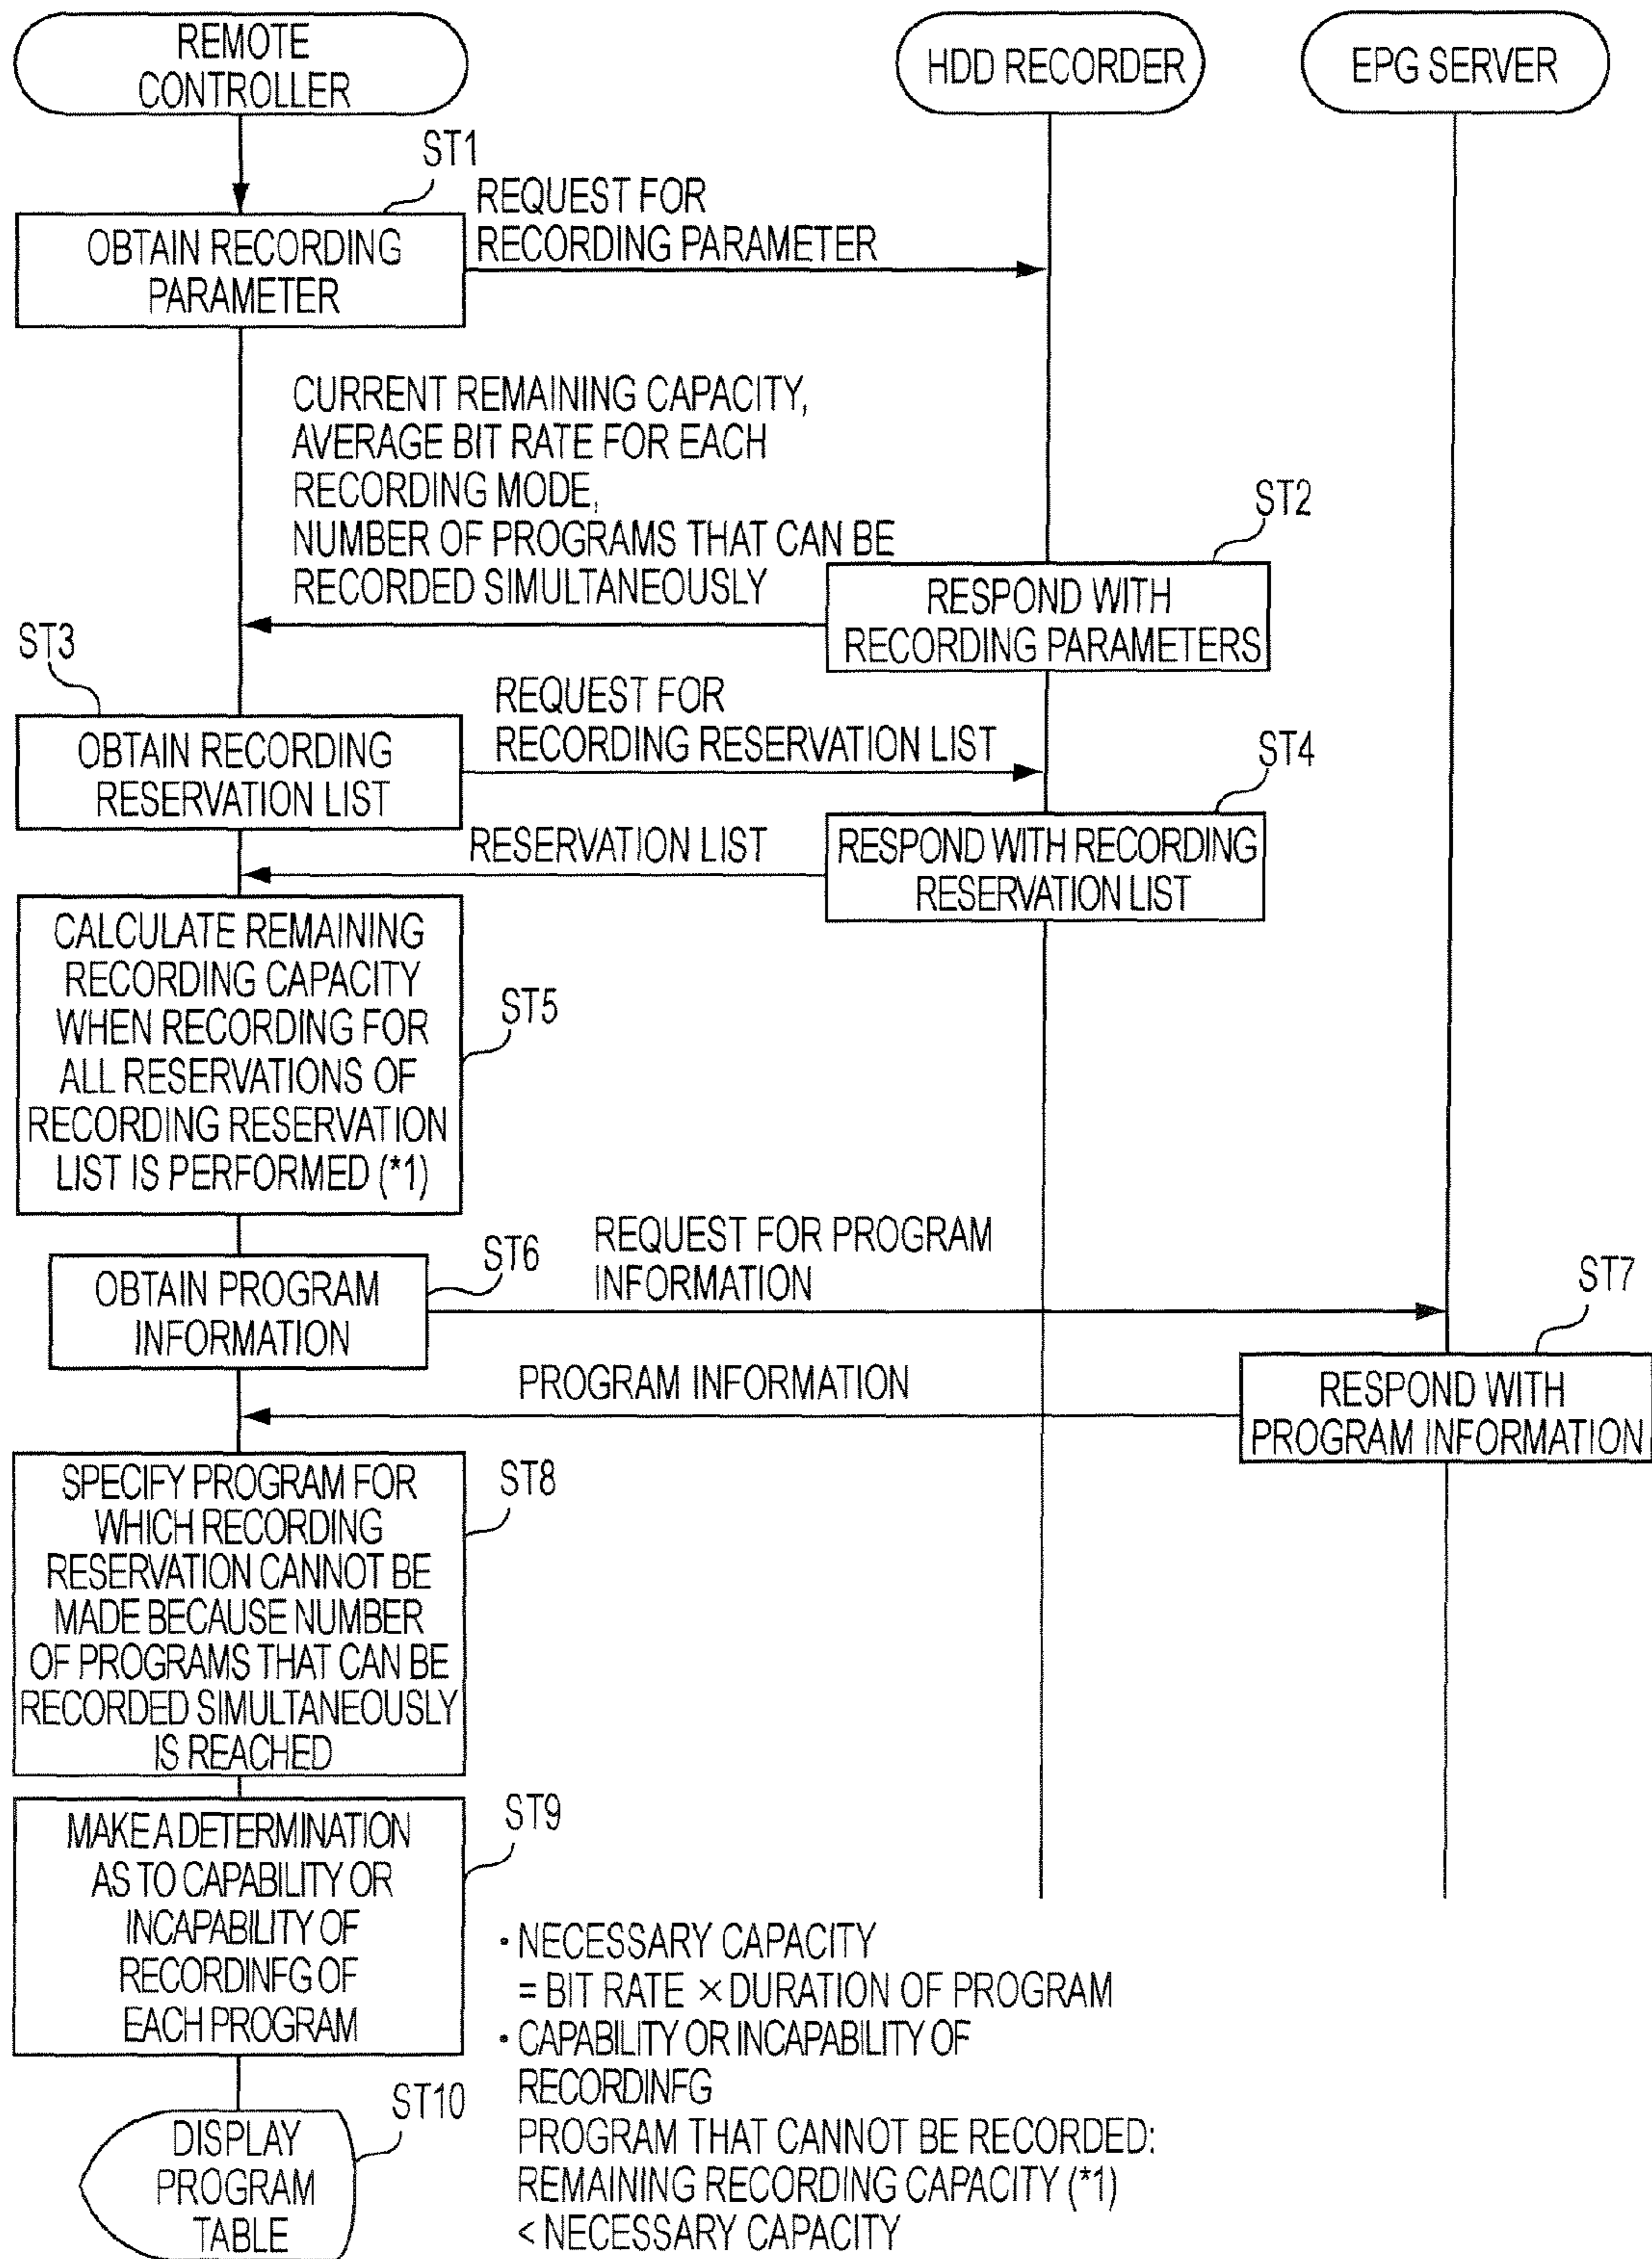 REMOTE
CONTROLLER
HDD RECORDER
EPG SERVER
ST1
REQUEST FOR
RECORDING PARAMETER
OBTAIN RECORDING
PARAMETER
CURRENT REMAINING CAPACITY,
AVERAGE BIT RATE FOR EACH
RECORDING MODE,
NUMBER OF PROGRAMS THAT CAN BE
RECORDED SIMULTANEOUSLY
ST2
RESPOND WITH
RECORDING PARAMETERS
ST3
REQUEST FOR
RECORDING RESERVATION LIST
OBTAIN RECORDING
RESERVATION LIST
ST4
RESERVATION LIST
RESPOND WITH RECORDING
RESERVATION LIST
CALCULATE REMAINING
RECORDING CAPACITY
WHEN RECORDING FOR
ALL RESERVATIONS OF
RECORDING RESERVATION
LIST IS PERFORMED (*1)
ST5
REQUEST FOR PROGRAM
INFORMATION
ST6
OBTAIN PROGRAM
INFORMATION
ST7
PROGRAM INFORMATION
RESPOND WITH
PROGRAM INFORMATION
SPECIFY PROGRAM FOR
WHICH RECORDING
RESERVATION CANNOT BE
MADE BECAUSE NUMBER
OF PROGRAMS THAT CAN BE
RECORDED SIMULTANEOUSLY
IS REACHED
ST8
MAKE A DETERMINATION
AS TO CAPABILITY OR
INCAPABILITY OF
RECORDINFG OF
EACH PROGRAM
ST9
• NECESSARY CAPACITY
= BIT RATE × DURATION OF PROGRAM
• CAPABILITY OR INCAPABILITY OF
RECORDINFG
PROGRAM THAT CANNOT BE RECORDED:
REMAINING RECORDING CAPACITY (*1)
< NECESSARY CAPACITY
ST10
DISPLAY
PROGRAM
TABLE